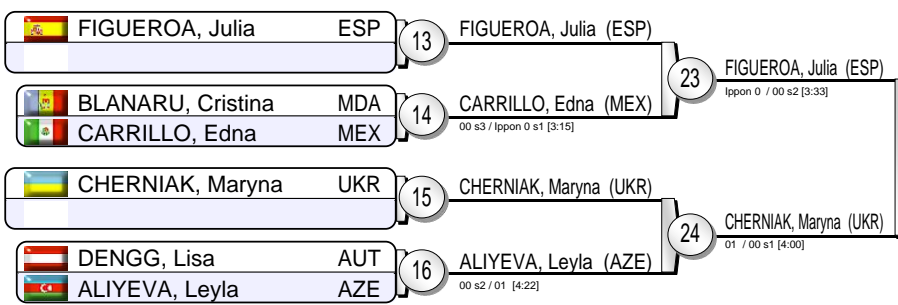 FIGUEROA, Julia ESP
13
FIGUEROA, Julia (ESP)
BLANARU, Cristina MDA
CARRILLO, Edna MEX
14
CARRILLO, Edna (MEX)
00 s3 / Ippon 0 s1 [3:15]
23
FIGUEROA, Julia (ESP)
Ippon 0 / 00 s2 [3:33]
CHERNIAK, Maryna UKR
15
CHERNIAK, Maryna (UKR)
DENGG, Lisa AUT
ALIYEVA, Leyla AZE
16
ALIYEVA, Leyla (AZE)
00 s2 / 01 [4:22]
24
CHERNIAK, Maryna (UKR)
01 / 00 s1 [4:00]